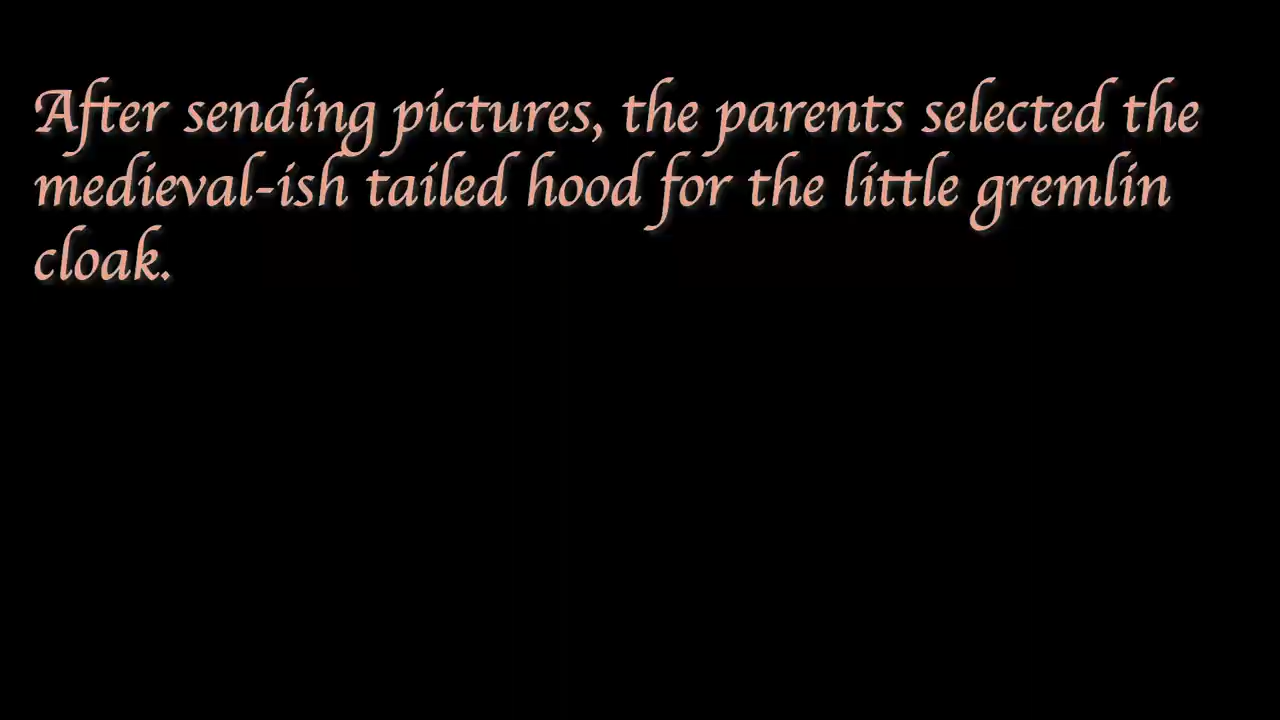 After sending pictures, the parents selected the
medieval-ish tailed hood for the little gremlin
cloak.